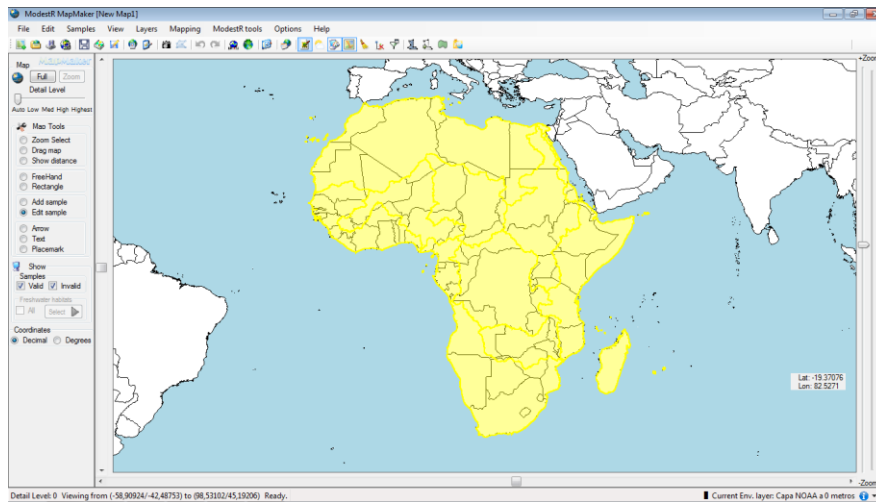 ModestR MapMaker [New Map1]
File Edit Samples View Layers Mapping ModestR tools Options Help
Map MapMaker
Full Zoom
Detail Level
Auto Low Med High Highest
Map Tools
Zoom Select
Drag map
Show distance
FreeHand
Rectangle
Add sample
Edit sample
Arrow
Text
Placemark
Show
Samples
Valid Invalid
Freshwater habitats
All Select
Coordinates
Decimal Degrees
+Zoom
Lat: -19.37076
Lon: 82.5271
-Zoom
Detail Level: 0 Viewing from (-58,90924/-42,48753) to (98,53102/45,19206) Ready.
Current Env. layer: Capa NOAA a 0 metros